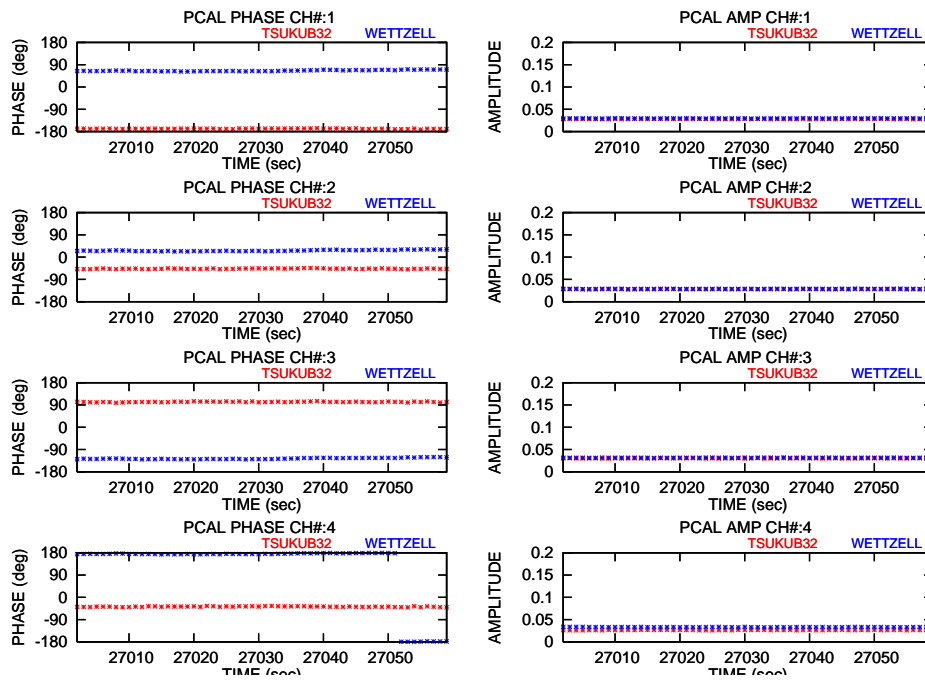 PCAL PHASE CH#:1
TSUKUB32 WETTZELL
PHASE (deg)
180
90
0
-90
-180
27010 27020 27030 27040 27050
TIME (sec)
PCAL AMP CH#:1
TSUKUB32 WETTZELL
AMPLITUDE
0.2
0.15
0.1
0.05
0
27010 27020 27030 27040 27050
TIME (sec)
PCAL PHASE CH#:2
TSUKUB32 WETTZELL
PHASE (deg)
180
90
0
-90
-180
27010 27020 27030 27040 27050
TIME (sec)
PCAL AMP CH#:2
TSUKUB32 WETTZELL
AMPLITUDE
0.2
0.15
0.1
0.05
0
27010 27020 27030 27040 27050
TIME (sec)
PCAL PHASE CH#:3
TSUKUB32 WETTZELL
PHASE (deg)
180
90
0
-90
-180
27010 27020 27030 27040 27050
TIME (sec)
PCAL AMP CH#:3
TSUKUB32 WETTZELL
AMPLITUDE
0.2
0.15
0.1
0.05
0
27010 27020 27030 27040 27050
TIME (sec)
PCAL PHASE CH#:4
TSUKUB32 WETTZELL
PHASE (deg)
180
90
0
-90
-180
27010 27020 27030 27040 27050
TIME (sec)
PCAL AMP CH#:4
TSUKUB32 WETTZELL
AMPLITUDE
0.2
0.15
0.1
0.05
0
27010 27020 27030 27040 27050
TIME (sec)